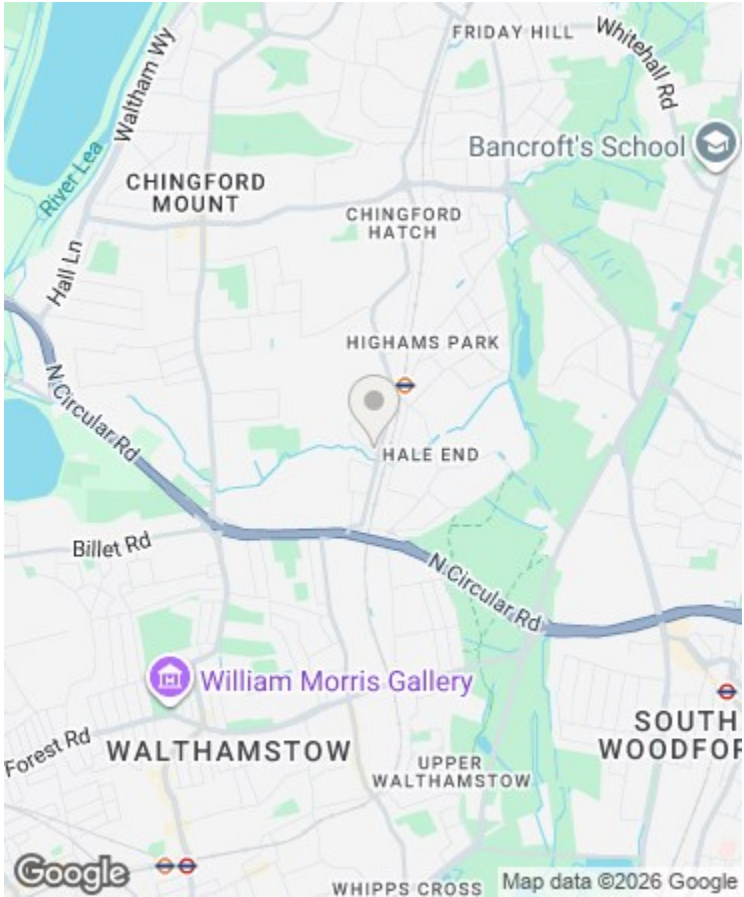 FRIDAY HILL
Whitehall Rd
Waltham Wy
Bancroft's School
River Lea
CHINGFORD
MOUNT
CHINGFORD
HATCH
Hall Ln
HIGHAMS PARK
N Circular Rd
HALE END
Billet Rd
N Circular Rd
William Morris Gallery
Forest Rd
WALTHAMSTOW
SOUTH
WOODFOR
UPPER
WALTHAMSTOW
WHIPPS CROSS
Google
Map data ©2026 Google